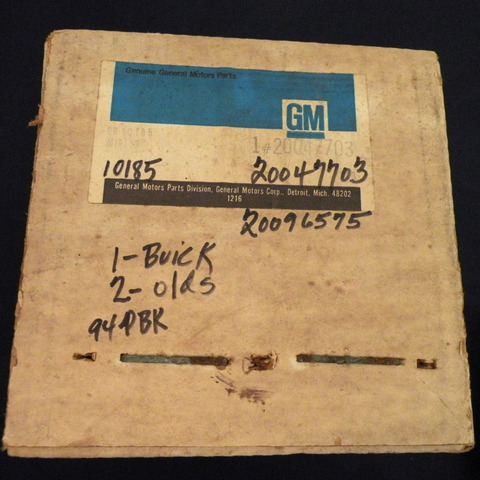 Genuine General Motors Parts
GM
1#20047703
10185 20047703
General Motors Parts Division, General Motors Corp., Detroit, Mich. 48202
1216
20096575
1-Buick
2-olds